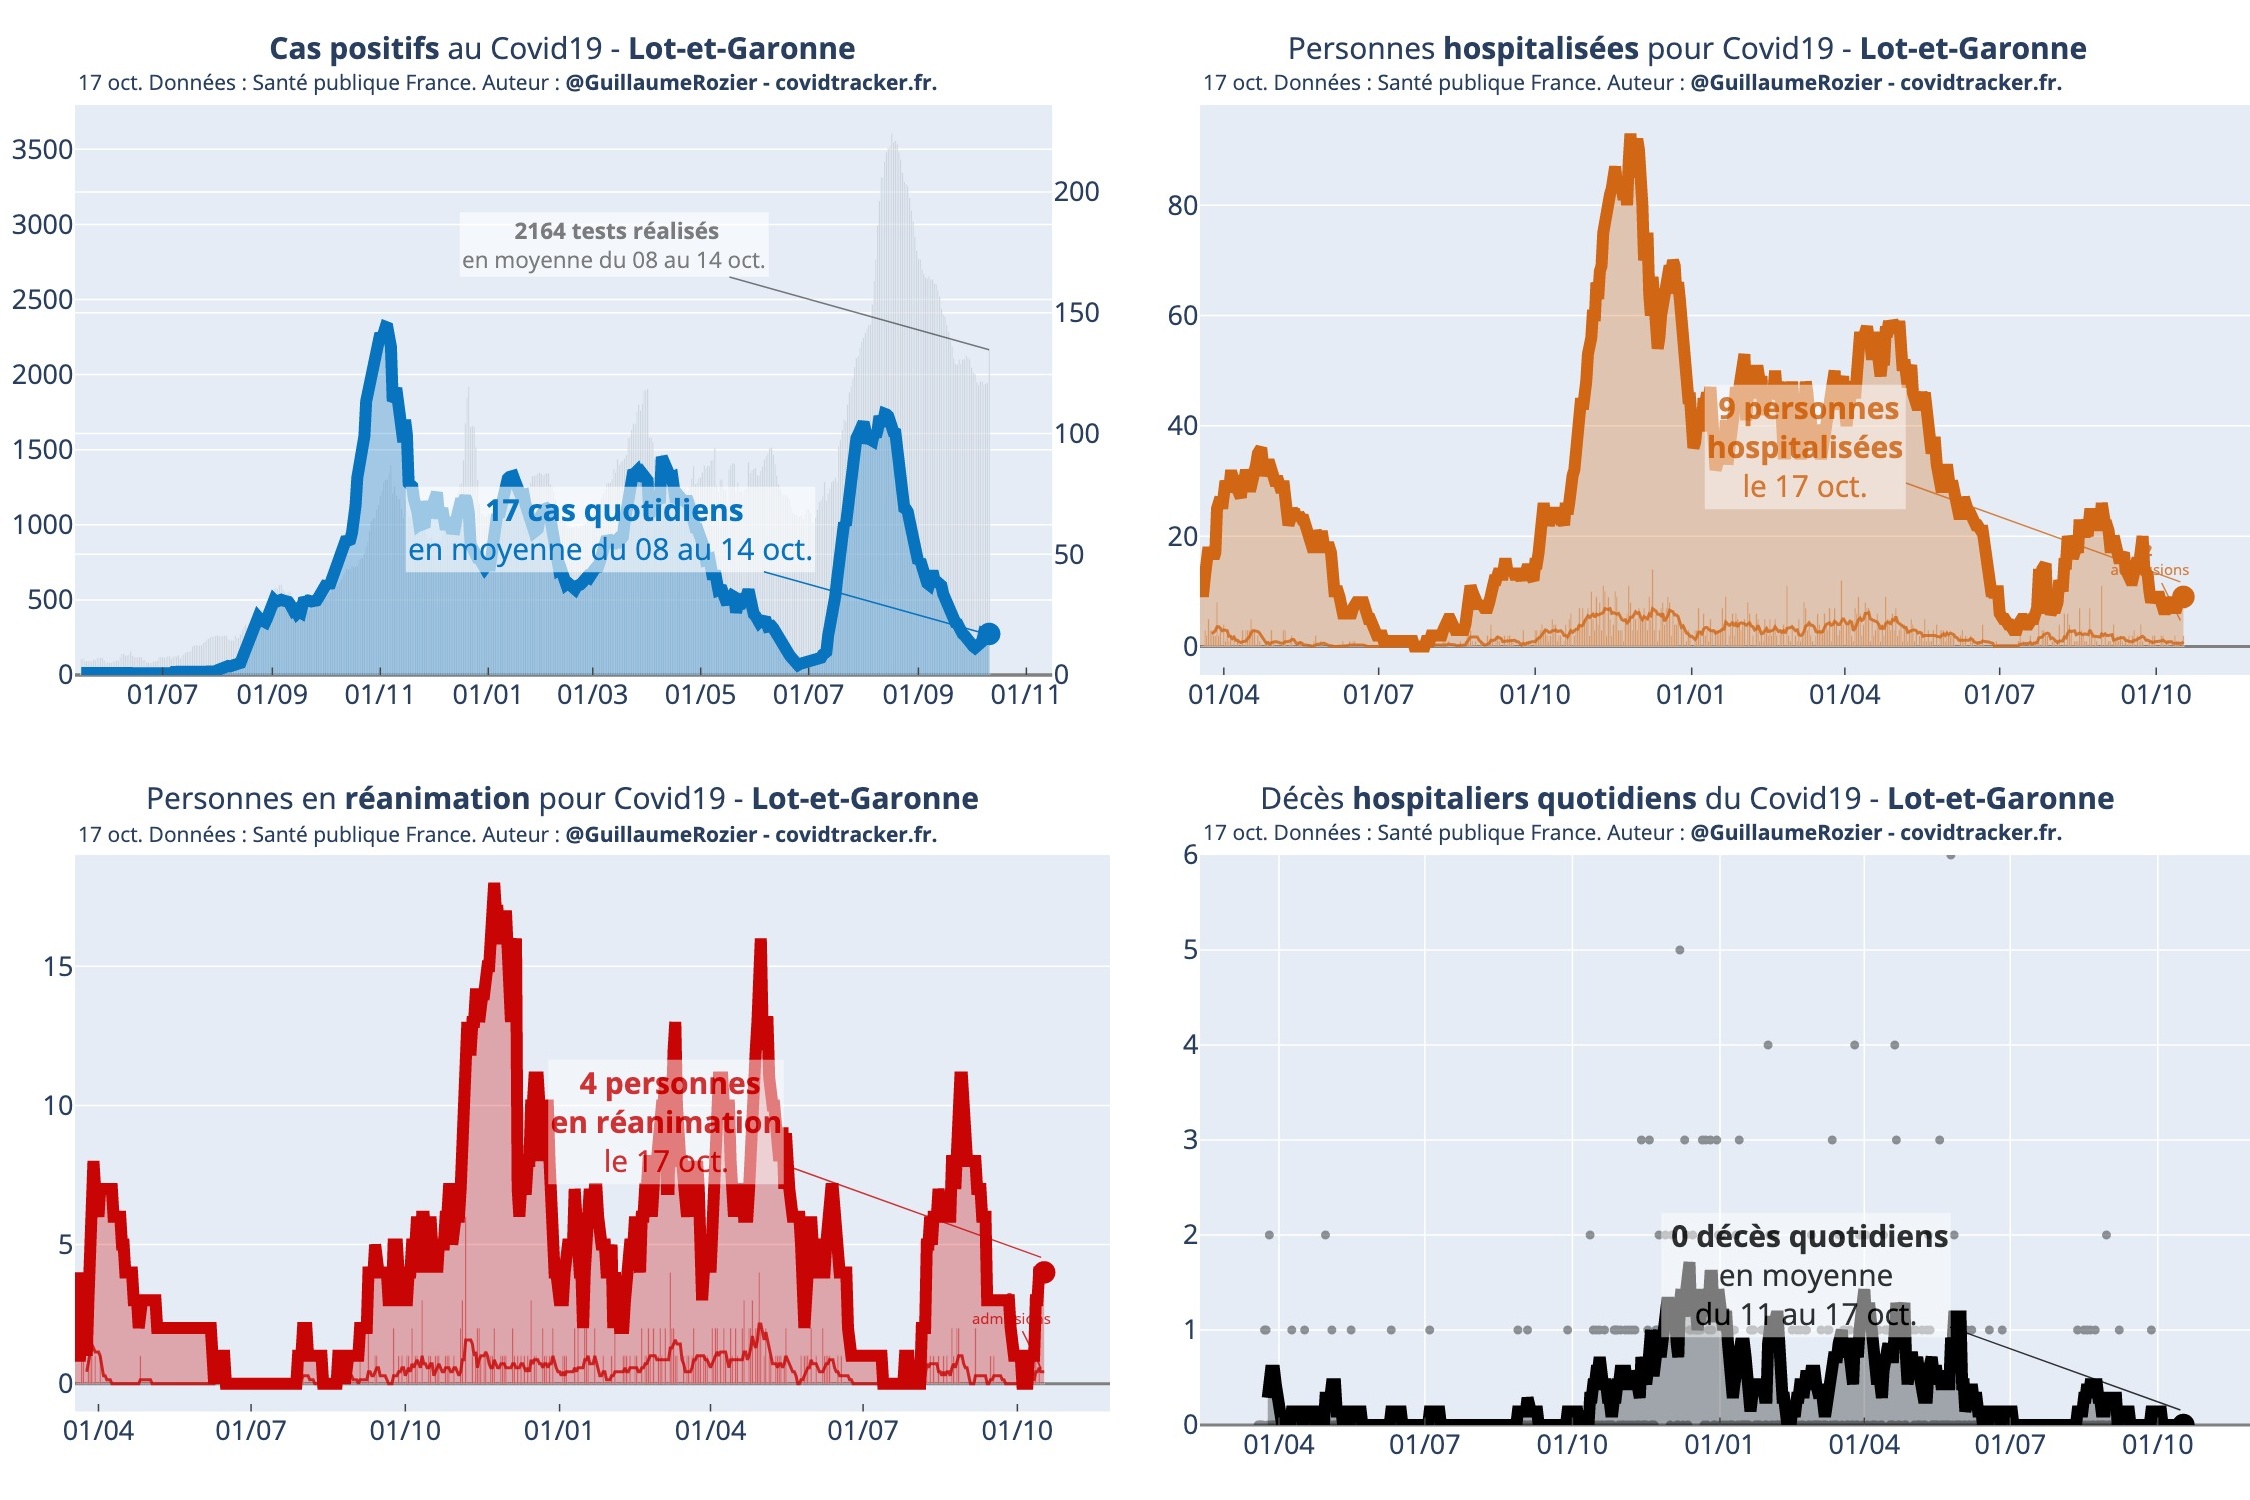 Cas positifs au Covid19 - Lot-et-Garonne
17 oct. Données : Santé publique France. Auteur : @GuillaumeRozier - covidtracker.fr.
3500
3000
2500
2000
1500
1000
500
0
200
150
100
50
0
2164 tests réalisés
en moyenne du 08 au 14 oct.
17 cas quotidiens
en moyenne du 08 au 14 oct.
01/07 01/09 01/11 01/01 01/03 01/05 01/07 01/09 01/11
Personnes hospitalisées pour Covid19 - Lot-et-Garonne
17 oct. Données : Santé publique France. Auteur : @GuillaumeRozier - covidtracker.fr.
80
60
40
20
0
9 personnes
hospitalisées
le 17 oct.
admissions
01/04 01/07 01/10 01/01 01/04 01/07 01/10
Personnes en réanimation pour Covid19 - Lot-et-Garonne
17 oct. Données : Santé publique France. Auteur : @GuillaumeRozier - covidtracker.fr.
15
10
5
0
4 personnes
en réanimation
le 17 oct.
admissions
01/04 01/07 01/10 01/01 01/04 01/07 01/10
Décès hospitaliers quotidiens du Covid19 - Lot-et-Garonne
17 oct. Données : Santé publique France. Auteur : @GuillaumeRozier - covidtracker.fr.
6
5
4
3
2
1
0
0 décès quotidiens
en moyenne
du 11 au 17 oct.
01/04 01/07 01/10 01/01 01/04 01/07 01/10